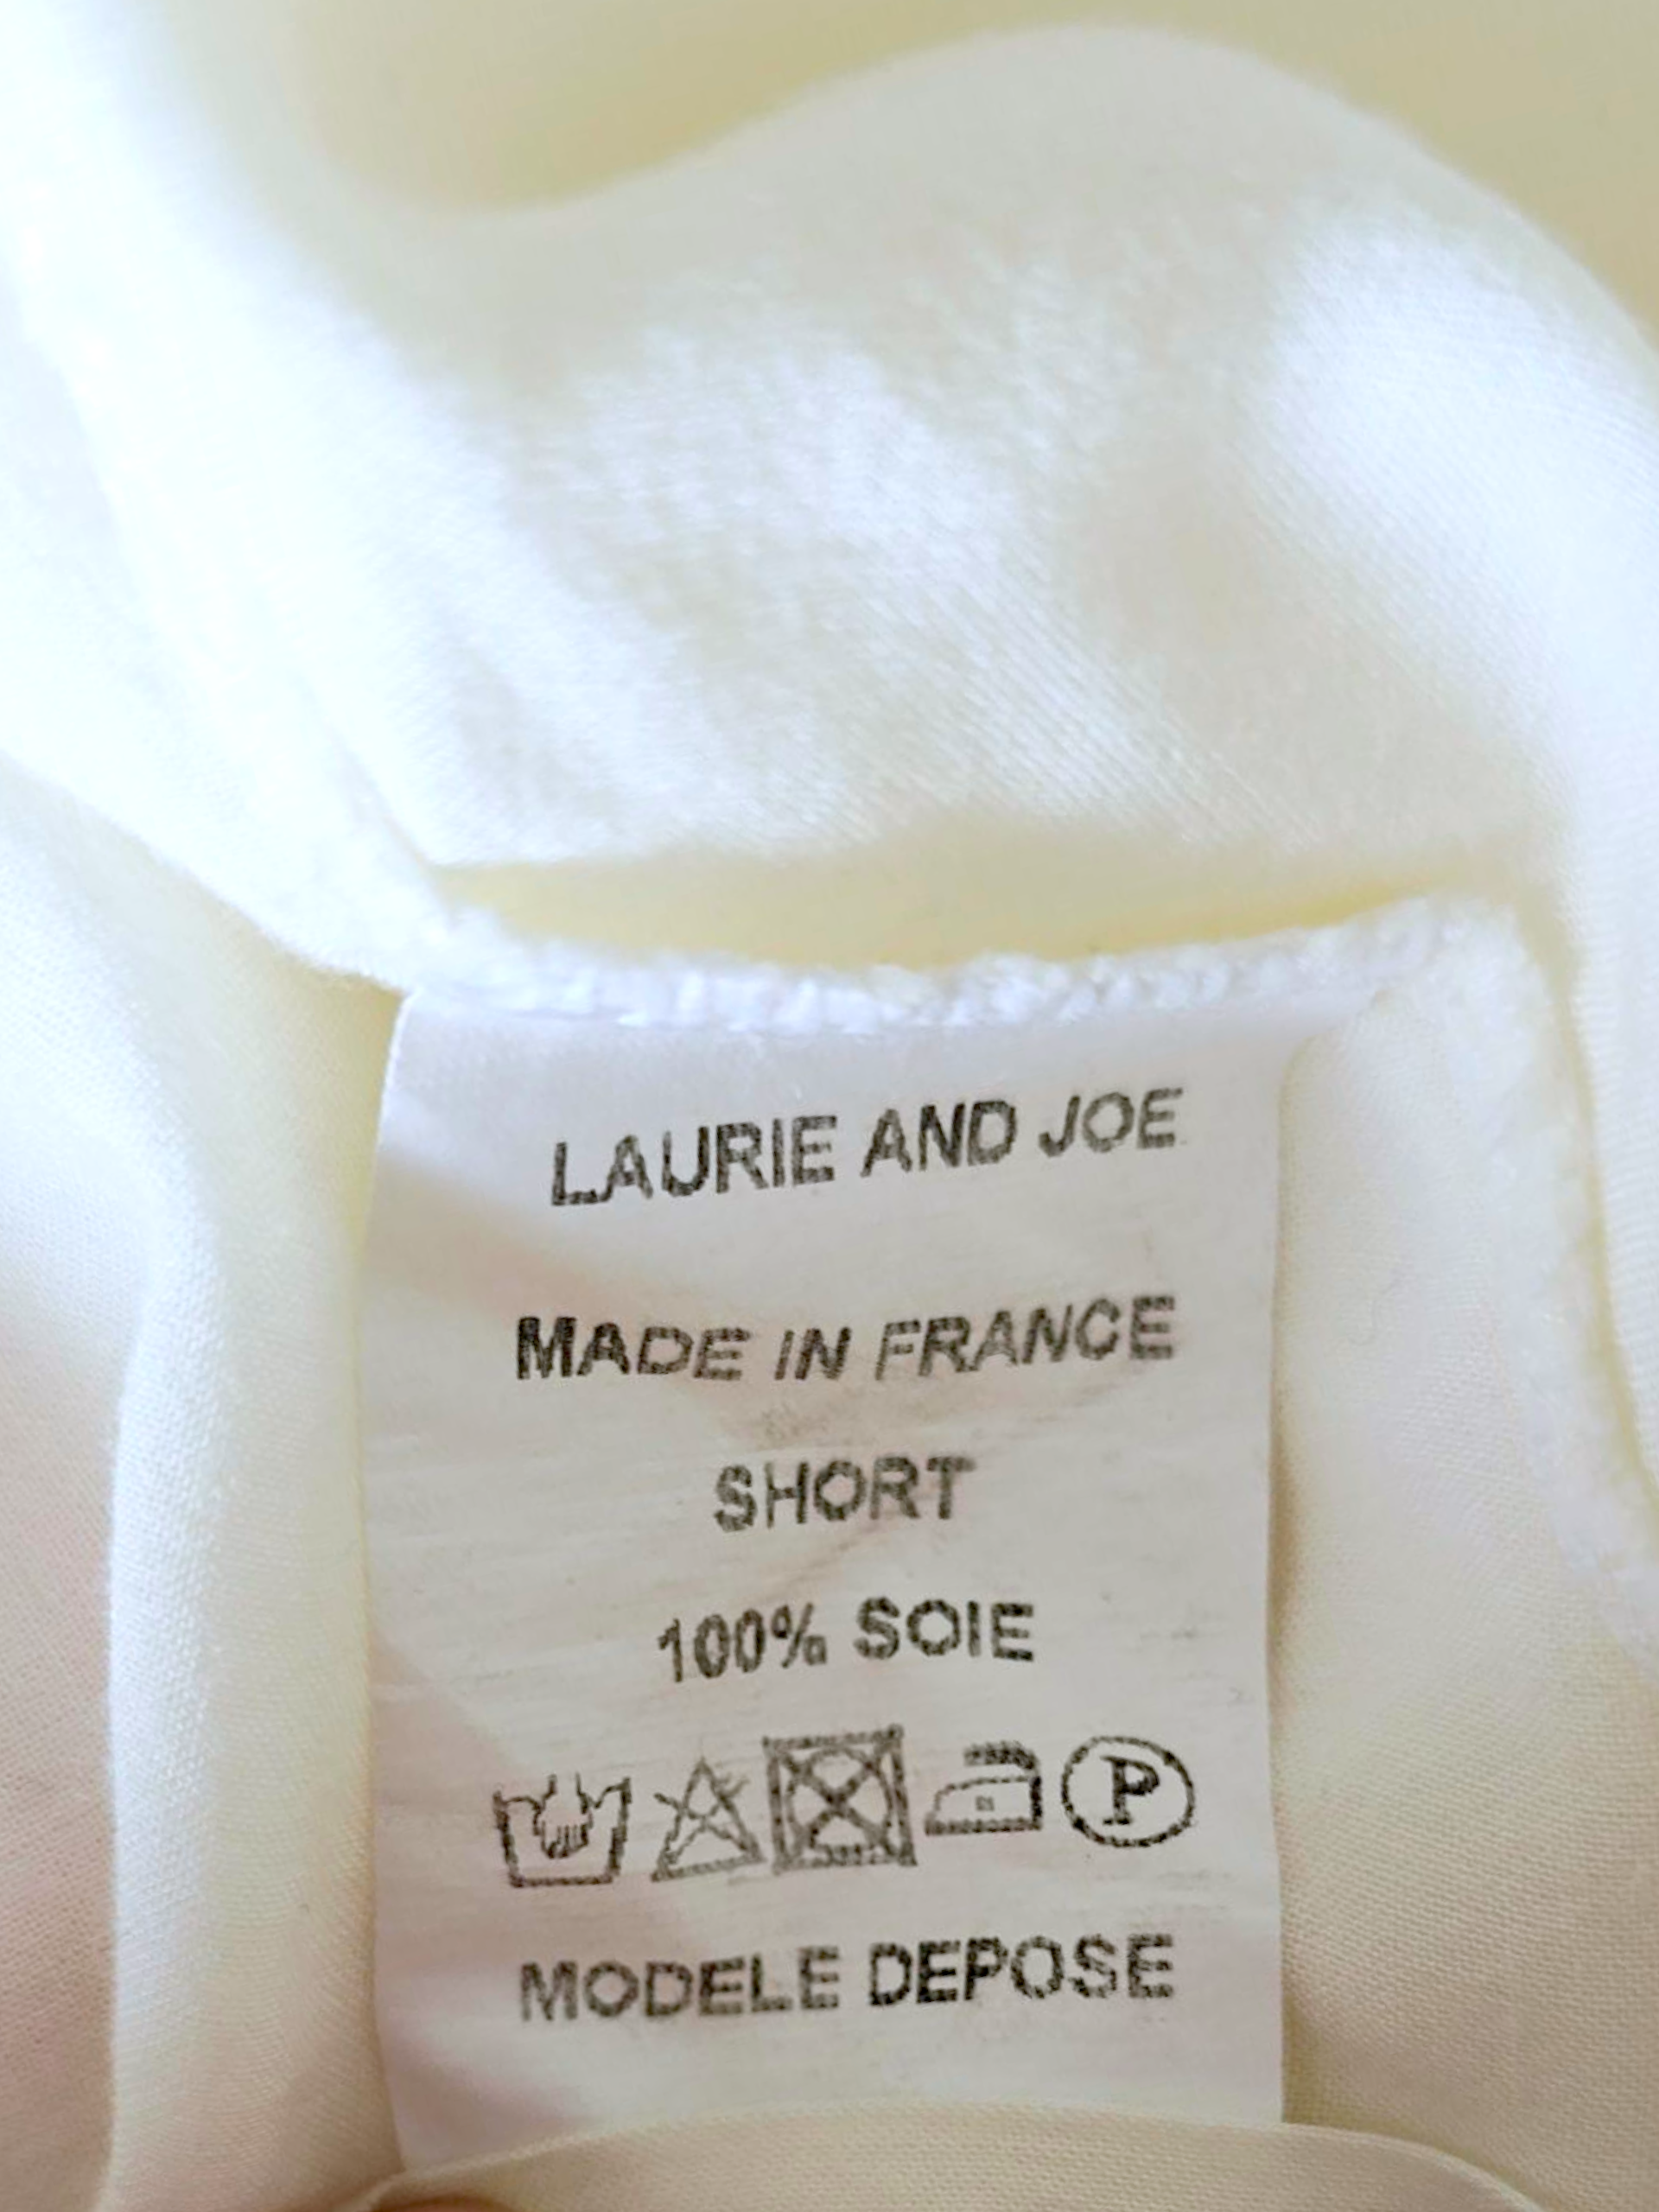 LAURIE AND JOE
MADE IN FRANCE
SHORT
100% SOIE
P
MODELE DEPOSE